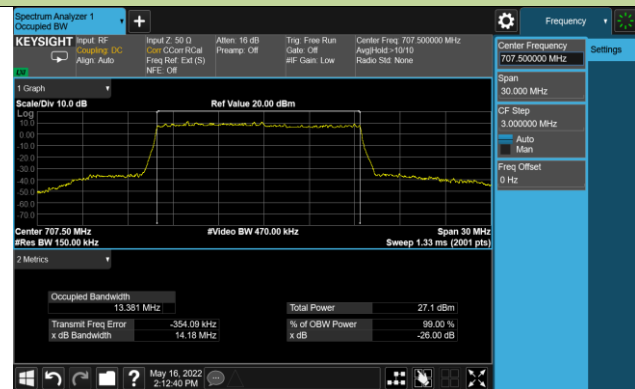 Spectrum Analyzer 1
Occupied BW
Frequency
KEYSIGHT
Input: RF
Coupling: DC
Align: Auto
Input Z: 50 Ω
Corr CCorr RCal
Freq Ref: Ext (S)
NFE: Off
Atten: 16 dB
Preamp: Off
Trig: Free Run
Gate: Off
#IF Gain: Low
Center Freq: 707.500000 MHz
Avg|Hold:>10/10
Radio Std: None
Center Frequency
707.500000 MHz
Settings
Span
30.000 MHz
CF Step
3.000000 MHz
Auto
Man
Freq Offset
0 Hz
1 Graph
Scale/Div 10.0 dB
Ref Value 20.00 dBm
Log
10.0
0.00
-10.0
-20.0
-30.0
-40.0
-50.0
-60.0
-70.0
Center 707.50 MHz
#Video BW 470.00 kHz
Span 30 MHz
#Res BW 150.00 kHz
Sweep 1.33 ms (2001 pts)
2 Metrics
Occupied Bandwidth
13.381 MHz
Total Power 27.1 dBm
Transmit Freq Error -354.09 kHz
% of OBW Power 99.00 %
x dB Bandwidth 14.18 MHz
x dB -26.00 dB
?
May 16, 2022
2:12:40 PM